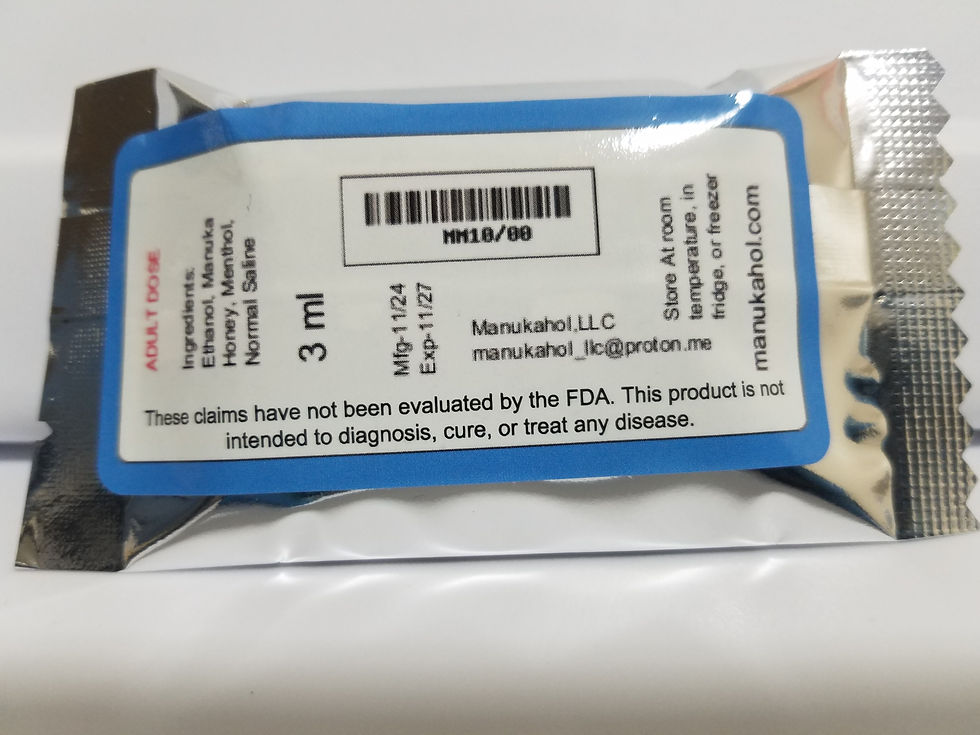 ADULT DOSE
Ingredients:
Ethanol, Manuka
Honey, Menthol,
Normal Saline
3 ml
MM10/00
Mfg-11/24
Exp-11/27
Manukahol,LLC
manukahol_llc@proton.me
Store At room
temperature, in
fridge, or freezer
manukahol.com
These claims have not been evaluated by the FDA. This product is not
intended to diagnosis, cure, or treat any disease.